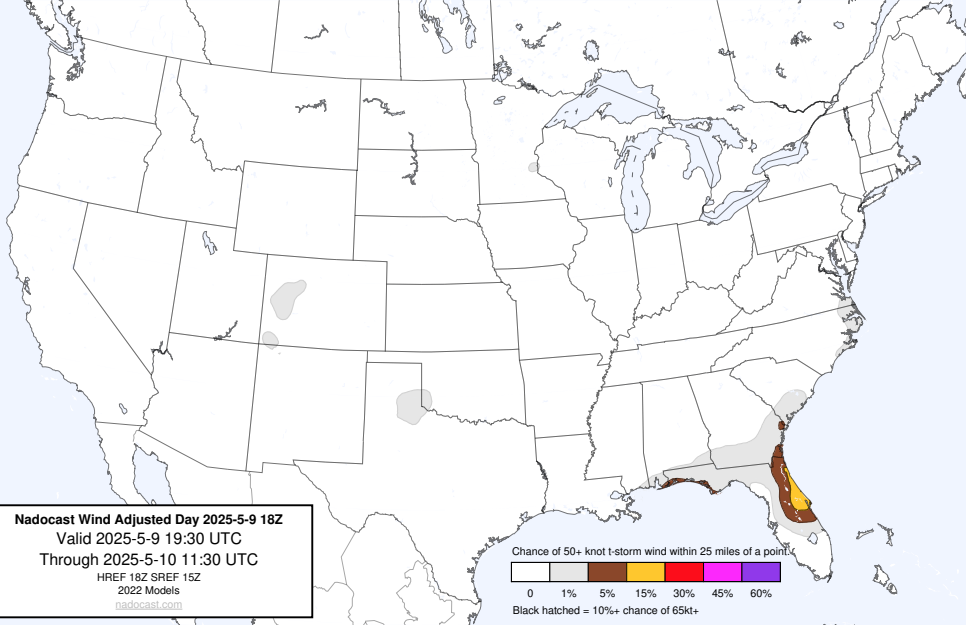 Nadocast Wind Adjusted Day 2025-5-9 18Z
Valid 2025-5-9 19:30 UTC
Through 2025-5-10 11:30 UTC
HREF 18Z SREF 15Z
2022 Models
nadocast.com
Chance of 50+ knot t-storm wind within 25 miles of a point.
0 1% 5% 15% 30% 45% 60%
Black hatched = 10%+ chance of 65kt+